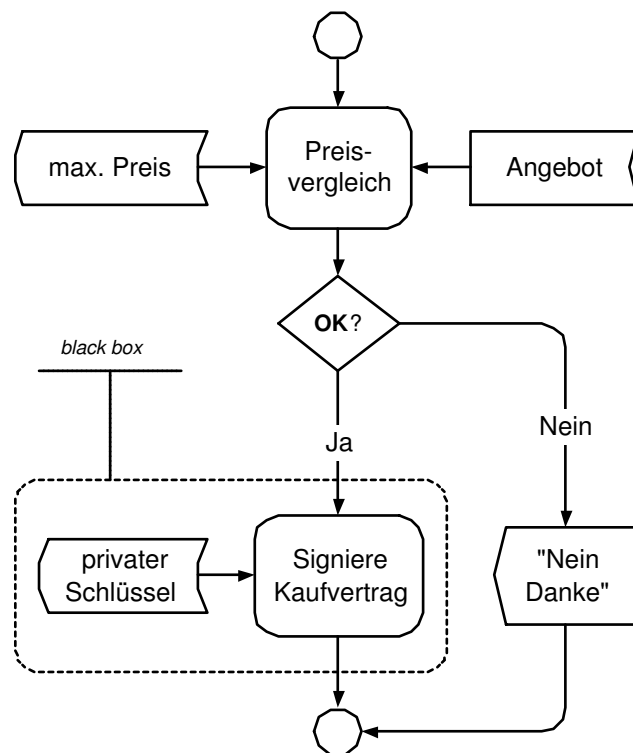 Preis-
vergleich
max. Preis
Angebot
OK?
black box
Ja
Nein
privater
Schlüssel
Signiere
Kaufvertrag
"Nein
Danke"